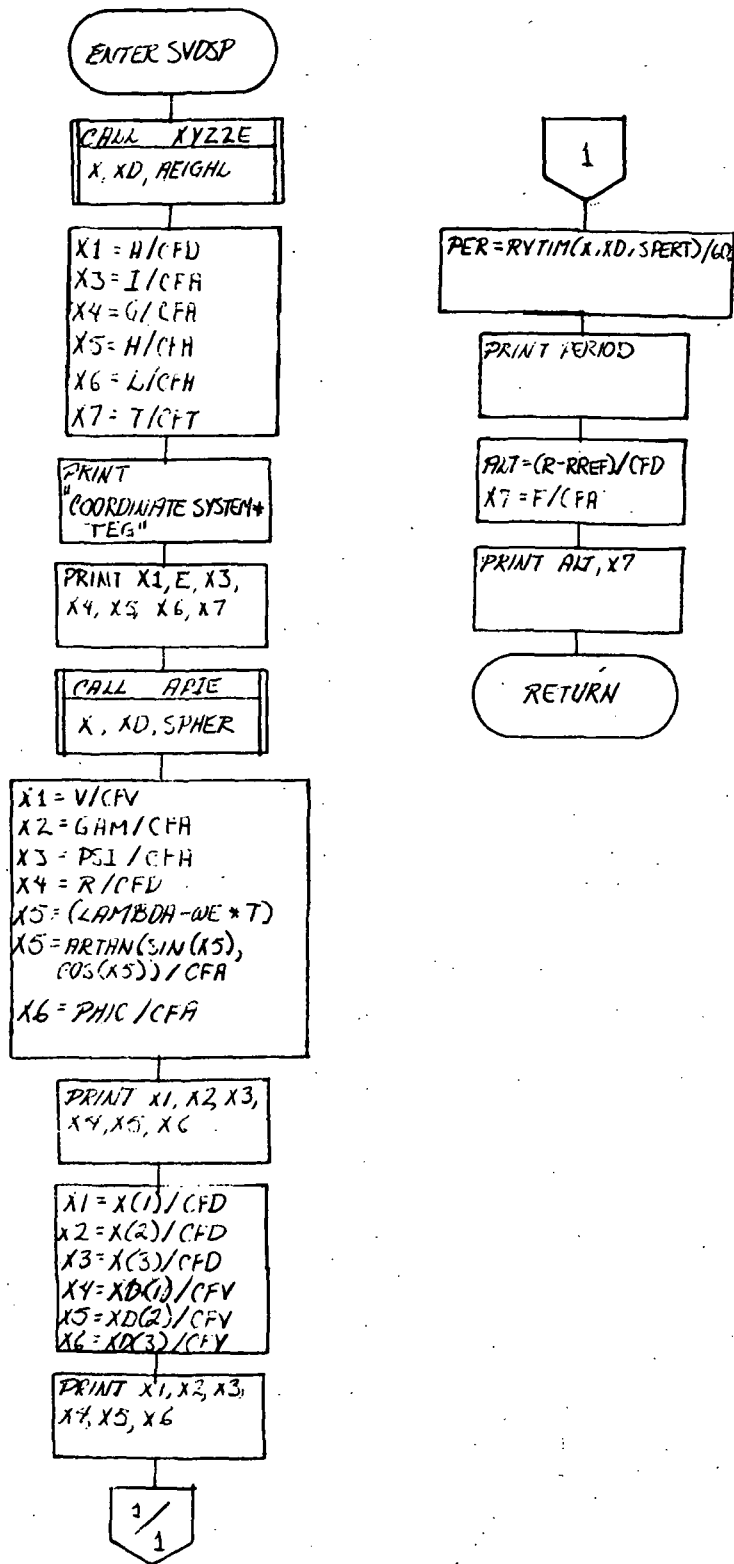 ENTER SVDSP
CALL XYZ2E
X, XD, AEIGHL
X1 = A/CFD
X3 = I/CFA
X4 = G/CFA
X5 = H/CFA
X6 = L/CFA
X7 = T/CFT
PRINT
"COORDINATE SYSTEM*
TEG"
PRINT X1, E, X3,
X4, X5, X6, X7
CALL APIE
X, XD, SPHER
X1 = V/CFV
X2 = GAM/CFA
X3 = PSI/CFA
X4 = R/CFD
X5 = (LAMBDA-WE * T)
X5 = ARTAN(SIN(X5),
COS(X5))/CFA
X6 = PHIC/CFA
PRINT X1, X2, X3,
X4, X5, X6
X1 = X(1)/CFD
X2 = X(2)/CFD
X3 = X(3)/CFD
X4 = XD(1)/CFV
X5 = XD(2)/CFV
X6 = XD(3)/CFV
PRINT X1, X2, X3,
X4, X5, X6
1/1
1
PER = RVTIM(X,XD,SPERT)/60
PRINT PERIOD
ALT = (R-RREF)/CFD
X7 = F/CFA
PRINT ALT, X7
RETURN